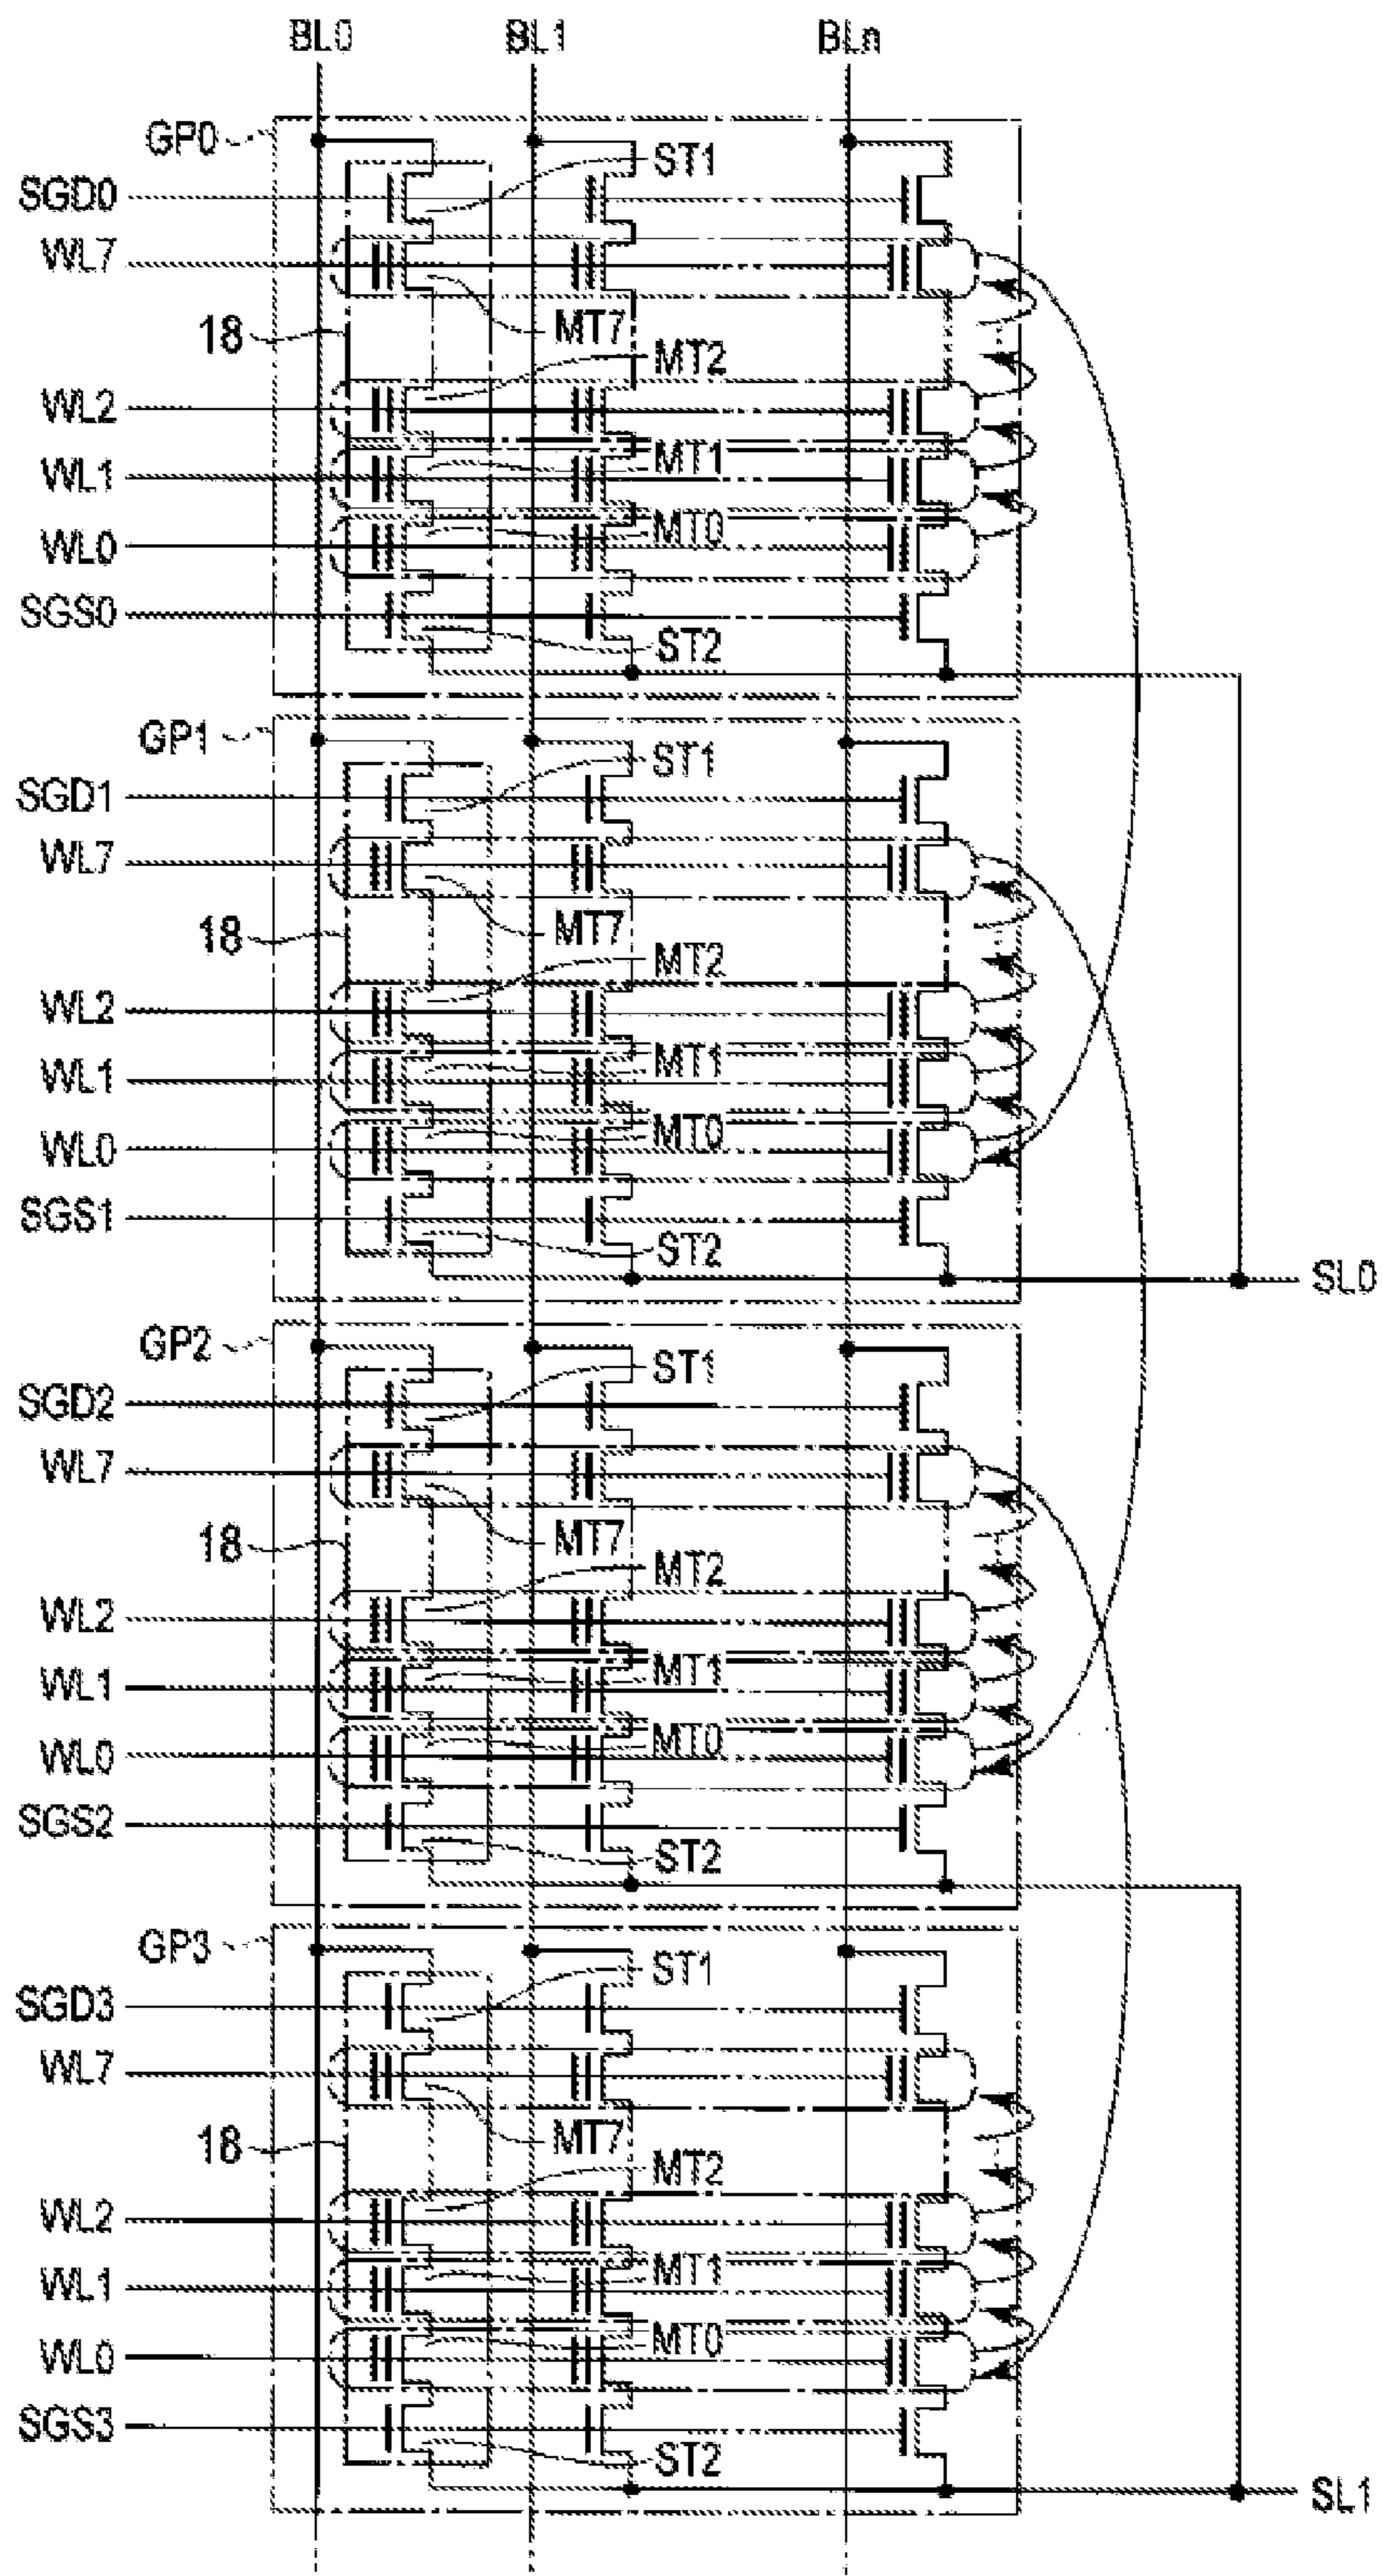 BL0 BL1 BLn
GP0
ST1
SGD0
WL7
MT7
18
MT2
WL2
MT1
WL1
MT0
WL0
SGS0
ST2
GP1
ST1
SGD1
WL7
MT7
18
MT2
WL2
MT1
WL1
MT0
WL0
SGS1
ST2
SL0
GP2
ST1
SGD2
WL7
MT7
18
MT2
WL2
MT1
WL1
MT0
WL0
SGS2
ST2
GP3
ST1
SGD3
WL7
MT7
18
MT2
WL2
MT1
WL1
MT0
WL0
SGS3
ST2
SL1